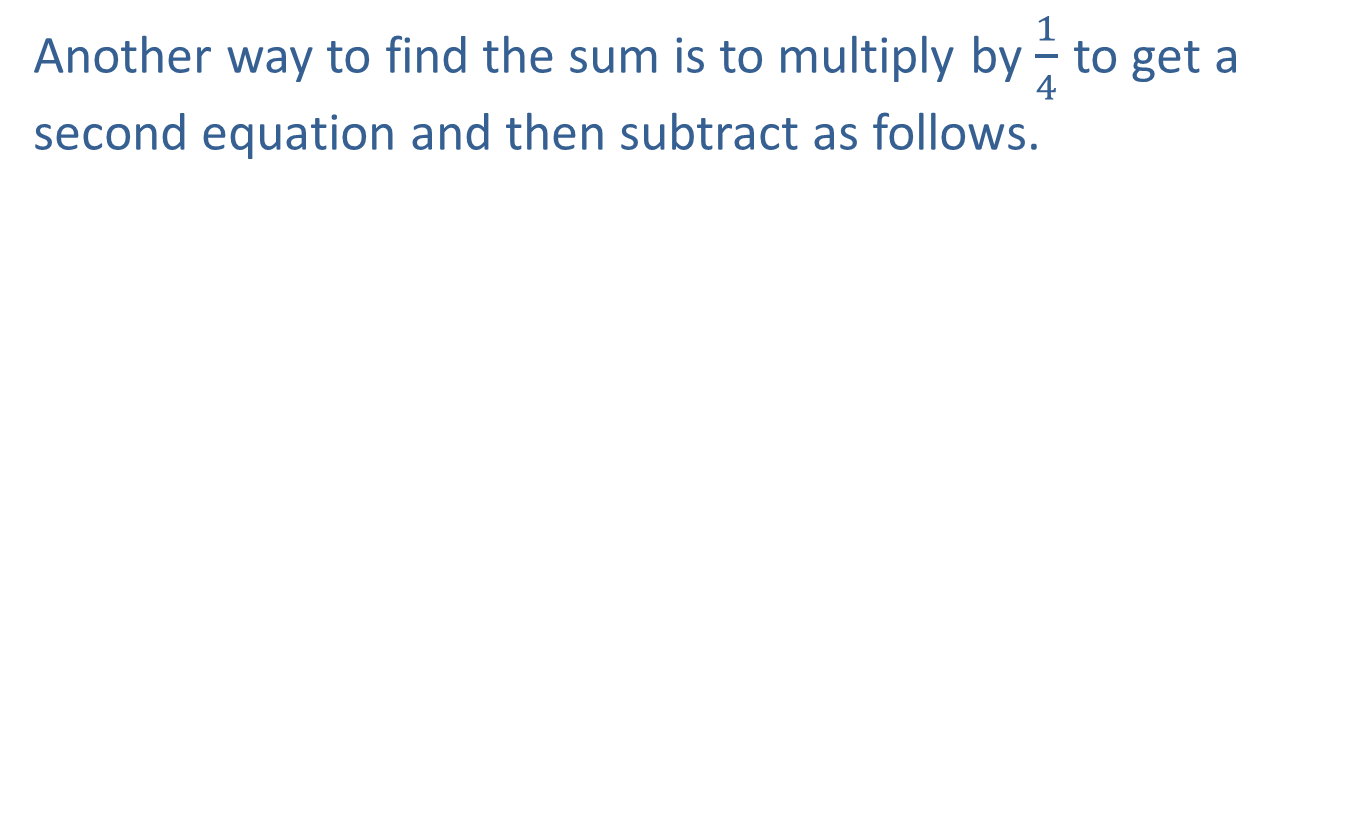 Another way to find the sum is to multiply by 1/4 to get a
second equation and then subtract as follows.